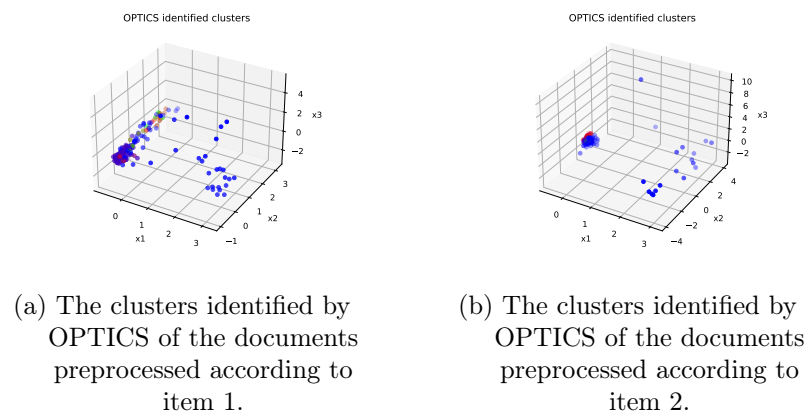 OPTICS identified clusters
4
2
0
−2
x3
0
1
2
3
x1
−1
0
1
2
3
x2
(a) The clusters identified by
OPTICS of the documents
preprocessed according to
item 1.
OPTICS identified clusters
10
8
6
4
2
0
−2
x3
0
1
2
3
x1
−4
−2
0
2
4
x2
(b) The clusters identified by
OPTICS of the documents
preprocessed according to
item 2.